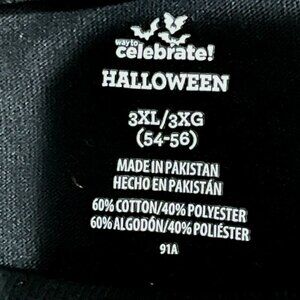 way to
celebrate!
HALLOWEEN
3XL/3XG
(54-56)
MADE IN PAKISTAN
HECHO EN PAKISTÁN
60% COTTON/40% POLYESTER
60% ALGODÓN/40% POLIÉSTER
91A